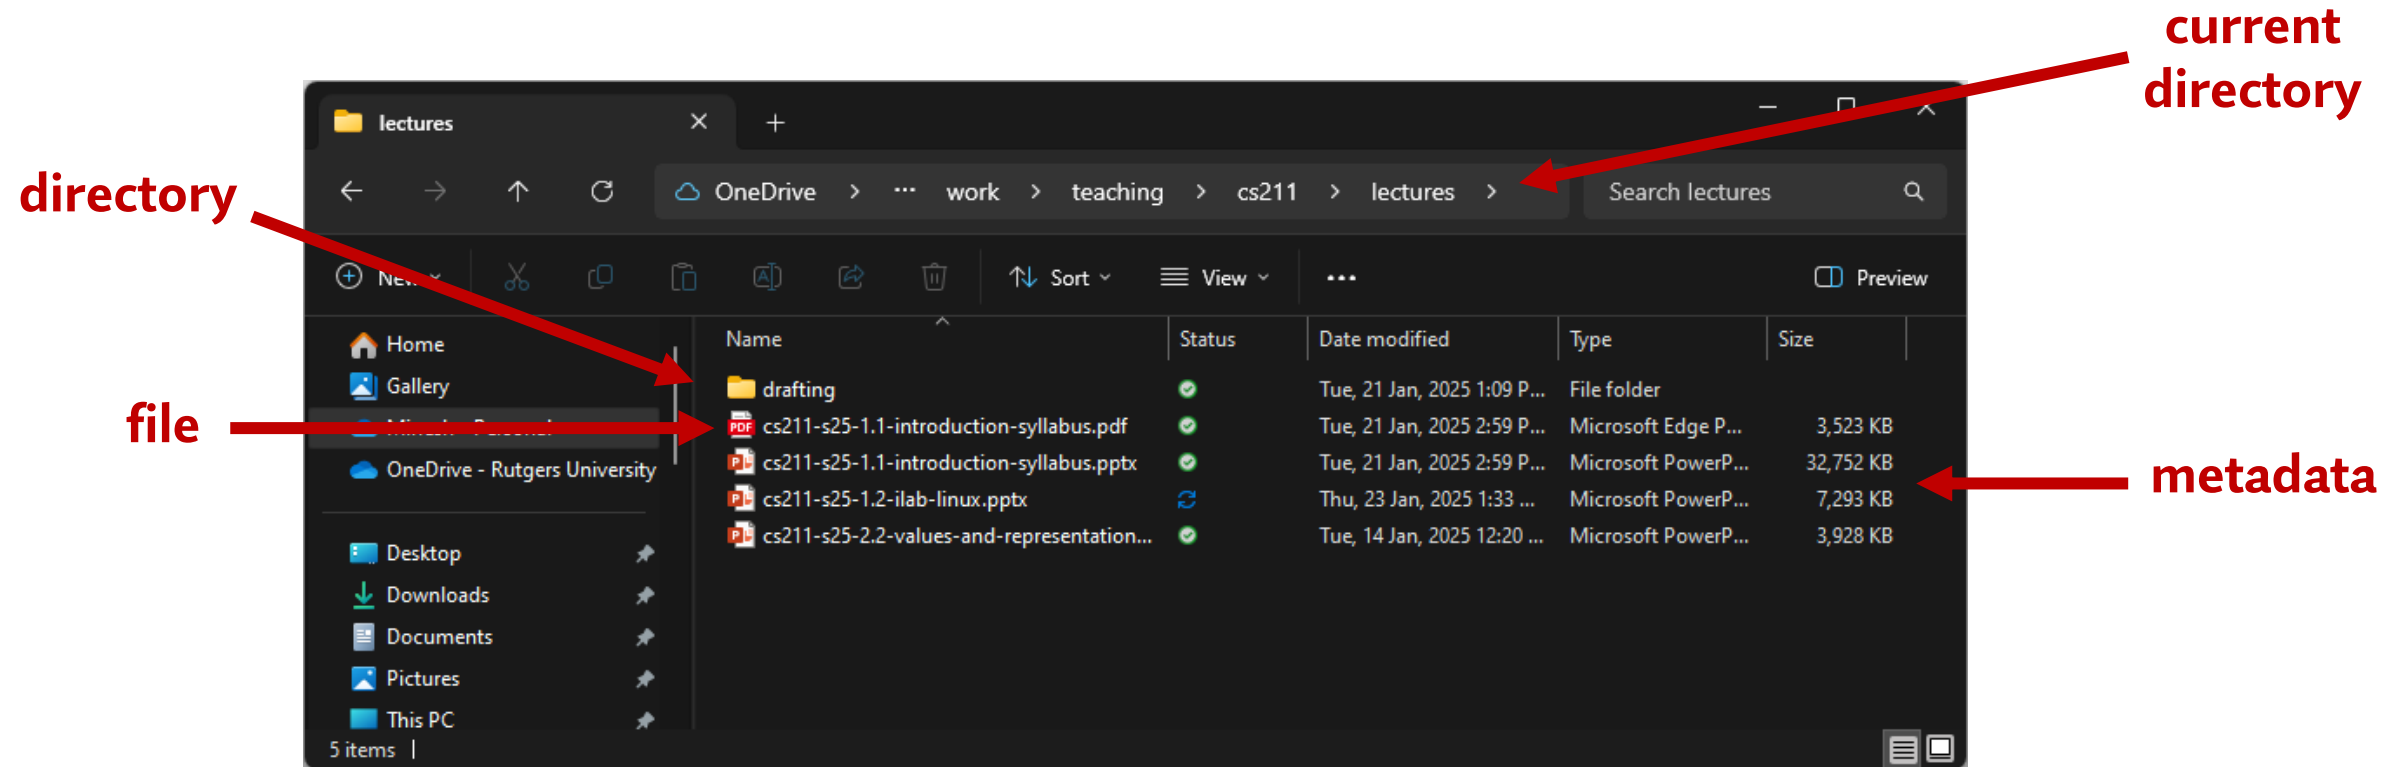 current
directory
lectures
directory
OneDrive > ··· work > teaching > cs211 > lectures >
Search lectures
Sort
View
•••
Preview
Name Status Date modified Type Size
Home
Gallery
OneDrive - Rutgers University
Desktop
Downloads
Documents
Pictures
This PC
file
drafting Tue, 21 Jan, 2025 1:09 P... File folder
PDF cs211-s25-1.1-introduction-syllabus.pdf Tue, 21 Jan, 2025 2:59 P... Microsoft Edge P... 3,523 KB
P cs211-s25-1.1-introduction-syllabus.pptx Tue, 21 Jan, 2025 2:59 P... Microsoft PowerP... 32,752 KB
P cs211-s25-1.2-ilab-linux.pptx Thu, 23 Jan, 2025 1:33 ... Microsoft PowerP... 7,293 KB
P cs211-s25-2.2-values-and-representation... Tue, 14 Jan, 2025 12:20 ... Microsoft PowerP... 3,928 KB
metadata
5 items